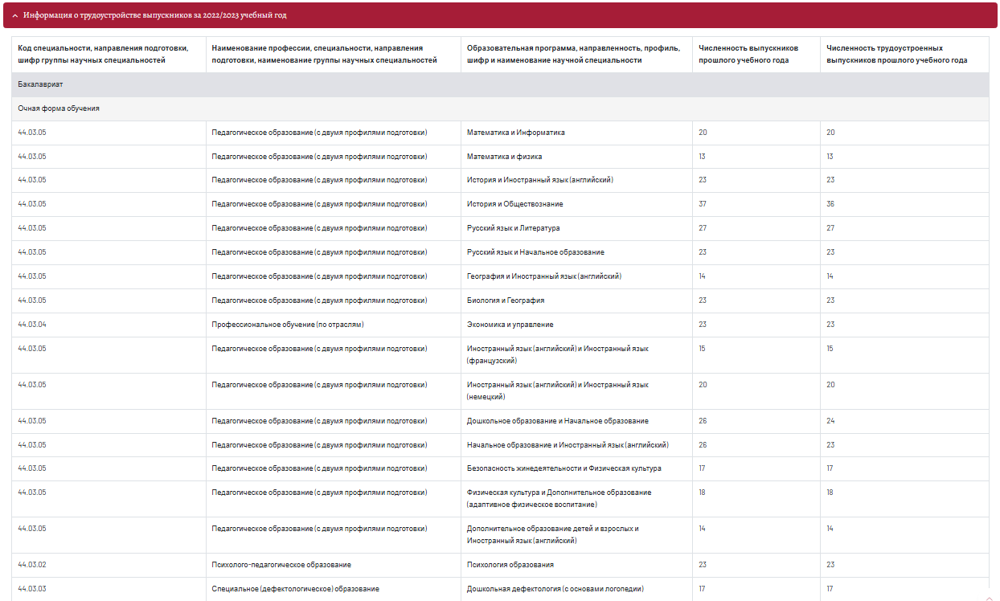 Информация о трудоустройстве выпускников за 2022/2023 учебный год
Код специальности, направления подготовки, шифр группы научных специальностей | Наименование профессии, специальности, направления подготовки, наименование группы научных специальностей | Образовательная программа, направленность, профиль, шифр и наименование научной специальности | Численность выпускников прошлого учебного года | Численность трудоустроенных выпускников прошлого учебного года
Бакалавриат
Очная форма обучения
44.03.05 | Педагогическое образование (с двумя профилями подготовки) | Математика и Информатика | 20 | 20
44.03.05 | Педагогическое образование (с двумя профилями подготовки) | Математика и физика | 13 | 13
44.03.05 | Педагогическое образование (с двумя профилями подготовки) | История и Иностранный язык (английский) | 23 | 23
44.03.05 | Педагогическое образование (с двумя профилями подготовки) | История и Обществознание | 37 | 36
44.03.05 | Педагогическое образование (с двумя профилями подготовки) | Русский язык и Литература | 27 | 27
44.03.05 | Педагогическое образование (с двумя профилями подготовки) | Русский язык и Начальное образование | 23 | 23
44.03.05 | Педагогическое образование (с двумя профилями подготовки) | География и Иностранный язык (английский) | 14 | 14
44.03.05 | Педагогическое образование (с двумя профилями подготовки) | Биология и География | 23 | 23
44.03.04 | Профессиональное обучение (по отраслям) | Экономика и управление | 23 | 23
44.03.05 | Педагогическое образование (с двумя профилями подготовки) | Иностранный язык (английский) и Иностранный язык (французский) | 15 | 15
44.03.05 | Педагогическое образование (с двумя профилями подготовки) | Иностранный язык (английский) и Иностранный язык (немецкий) | 20 | 20
44.03.05 | Педагогическое образование (с двумя профилями подготовки) | Дошкольное образование и Начальное образование | 26 | 24
44.03.05 | Педагогическое образование (с двумя профилями подготовки) | Начальное образование и Иностранный язык (английский) | 26 | 23
44.03.05 | Педагогическое образование (с двумя профилями подготовки) | Безопасность жинедеятельности и Физическая культура | 17 | 17
44.03.05 | Педагогическое образование (с двумя профилями подготовки) | Физическая культура и Дополнительное образование (адаптивное физическое воспитание) | 18 | 18
44.03.05 | Педагогическое образование (с двумя профилями подготовки) | Дополнительное образование детей и взрослых и Иностранный язык (английский) | 14 | 14
44.03.02 | Психолого-педагогическое образование | Психология образования | 23 | 23
44.03.03 | Специальное (дефектологическое) образование | Дошкольная дефектология (с основами логопедии) | 17 | 17